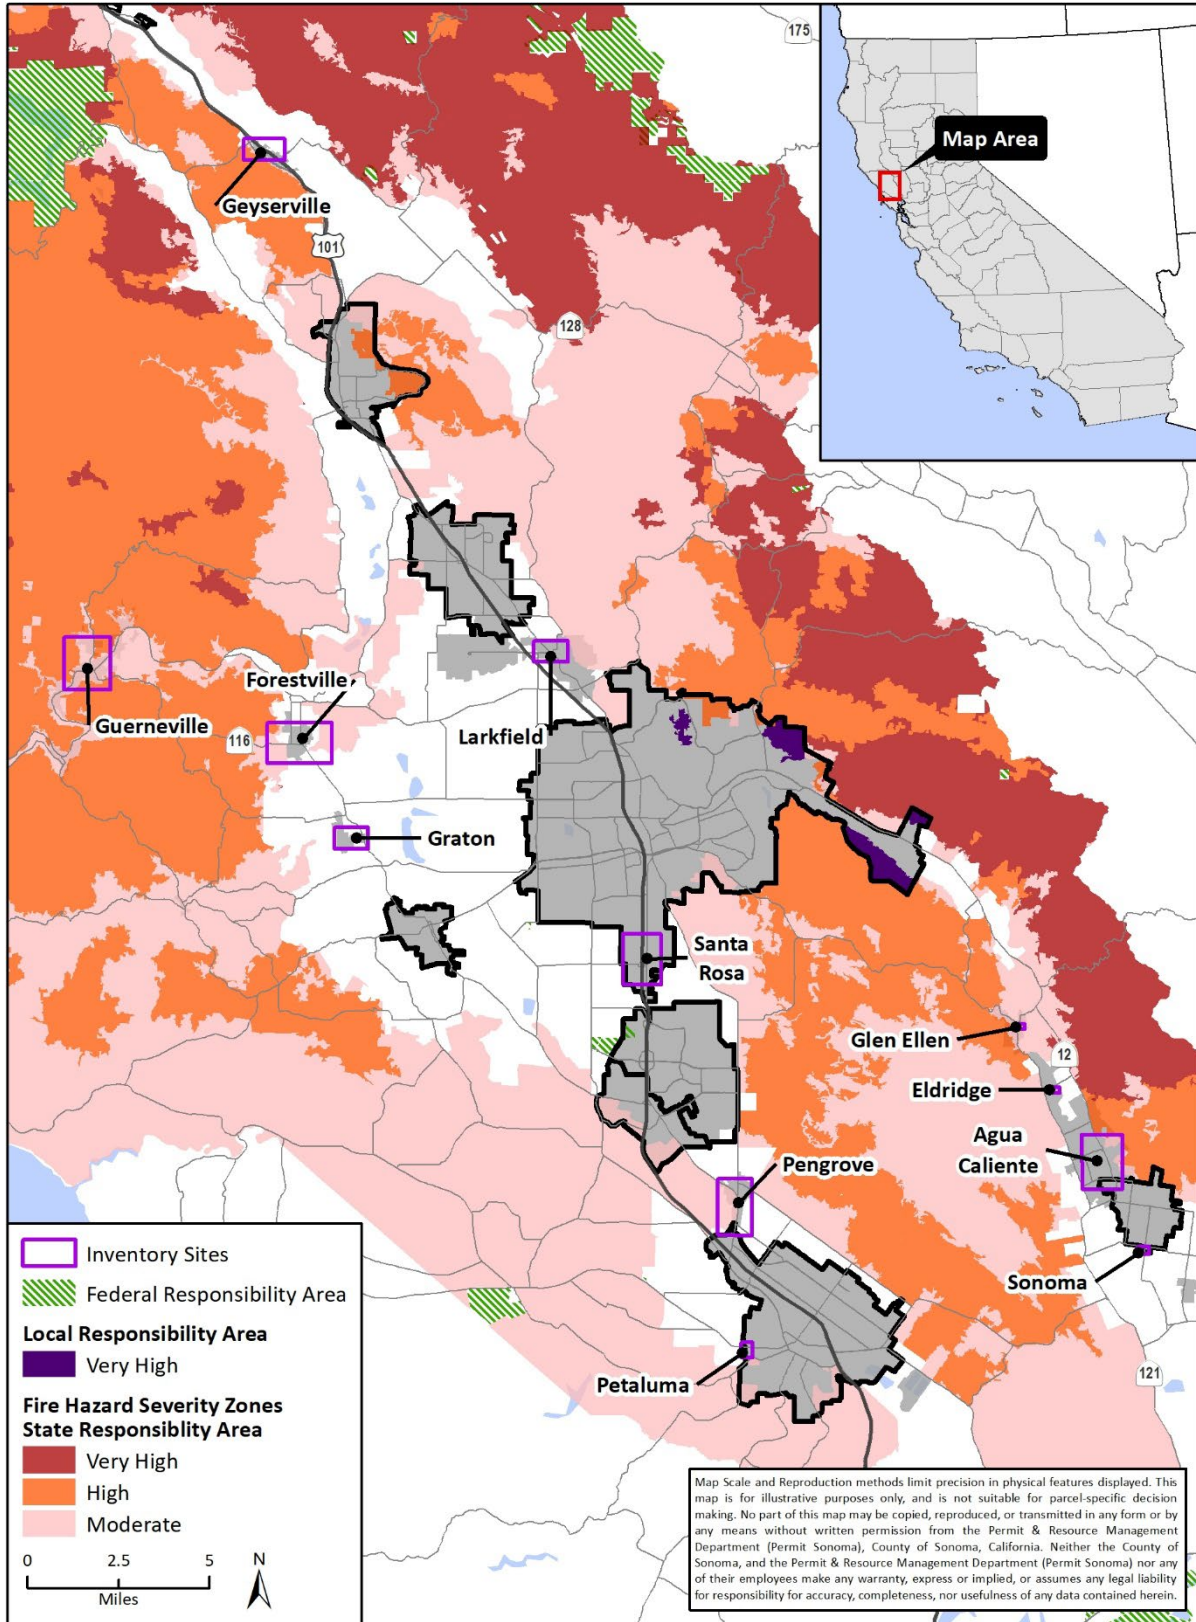 175
Map Area
Geyserville
101
128
Forestville
Guerneville
116
Larkfield
Graton
Santa
Rosa
Glen Ellen
12
Eldridge
Agua
Caliente
Pengrove
Sonoma
Petaluma
121
Inventory Sites
Federal Responsibility Area
Local Responsibility Area
Very High
Fire Hazard Severity Zones
State Responsiblity Area
Very High
High
Moderate
0 2.5 5
Miles
N
Map Scale and Reproduction methods limit precision in physical features displayed. This
map is for illustrative purposes only, and is not suitable for parcel-specific decision
making. No part of this map may be copied, reproduced, or transmitted in any form or by
any means without written permission from the Permit & Resource Management
Department (Permit Sonoma), County of Sonoma, California. Neither the County of
Sonoma, and the Permit & Resource Management Department (Permit Sonoma) nor any
of their employees make any warranty, express or implied, or assumes any legal liability
for responsibility for accuracy, completeness, nor usefulness of any data contained herein.